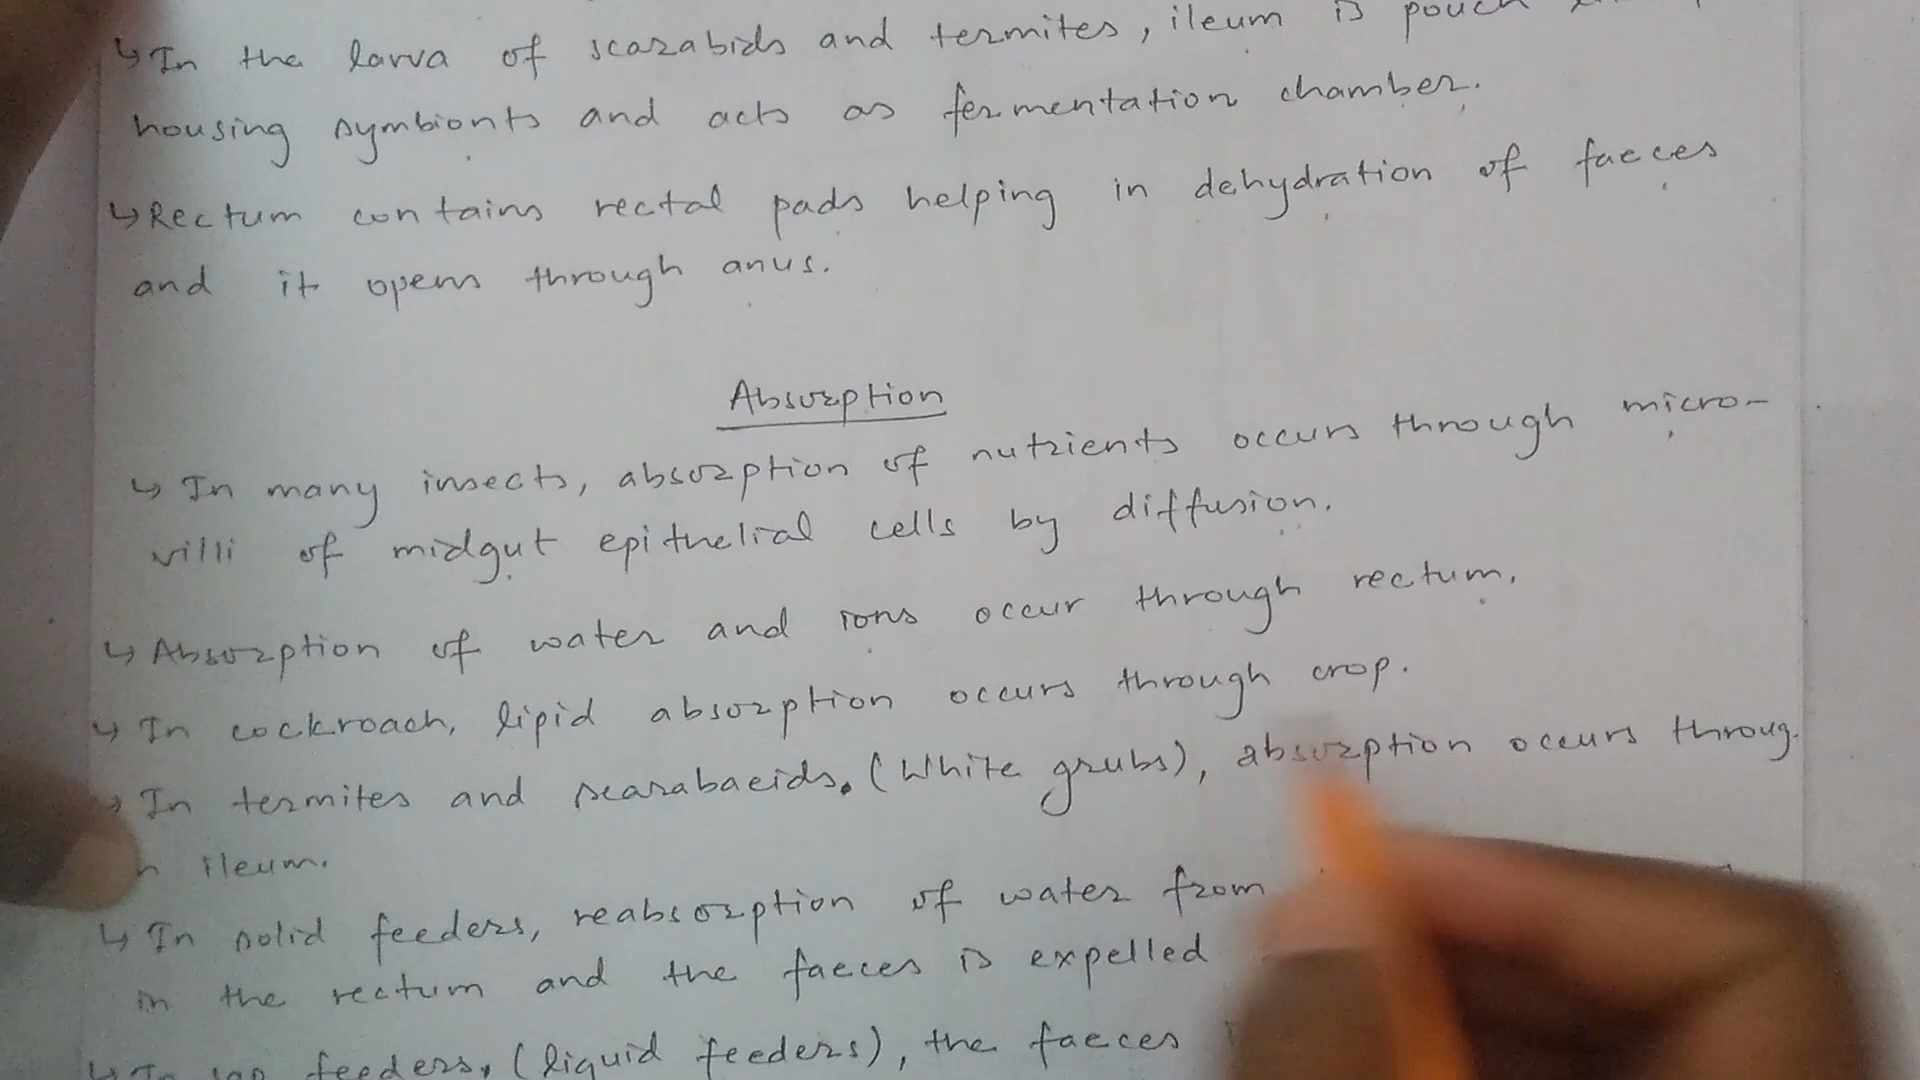 ↳ In the larva of scarabids and termites, ileum is pouch
housing symbionts and acts as fermentation chamber.
↳ Rectum contains rectal pads helping in dehydration of faeces
and it opens through anus.
Absorption
↳ In many insects, absorption of nutrients occurs through micro-
villi of midgut epithelial cells by diffusion.
↳ Absorption of water and ions occur through rectum.
↳ In cockroach, lipid absorption occurs through crop.
↳ In termites and scarabaeids. (White grubs), absorption occurs throug
h ileum.
↳ In solid feeders, reabsorption of water from
in the rectum and the faeces is expelled
↳ In sap feeders, (liquid feeders), the faeces